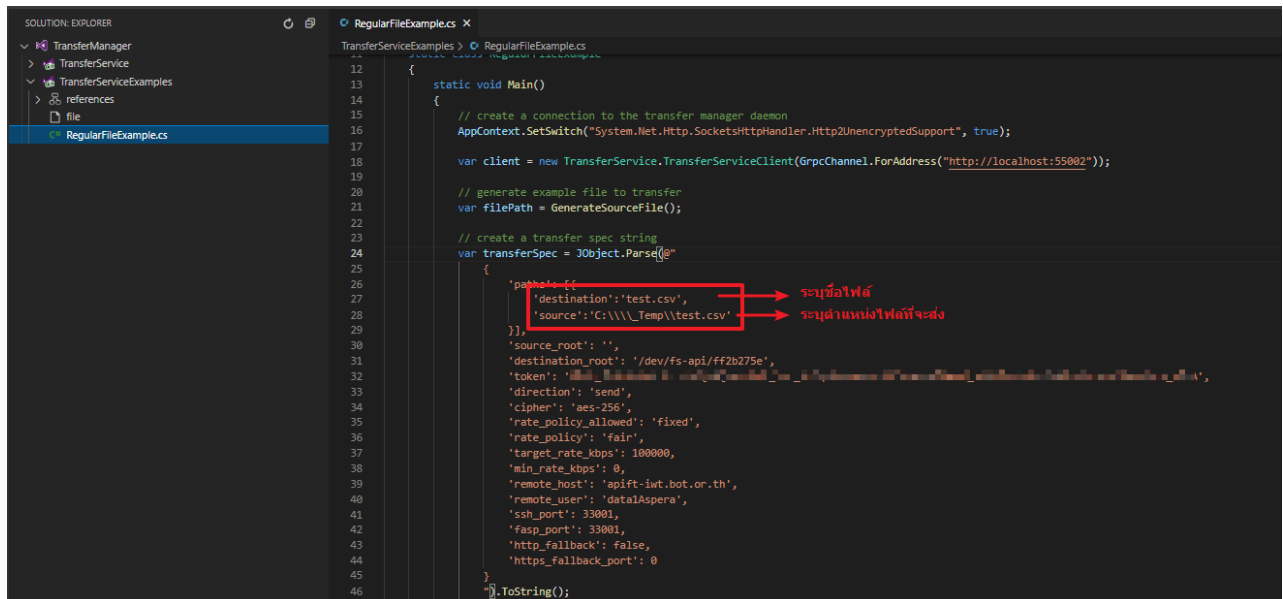 SOLUTION: EXPLORER
TransferManager
TransferService
TransferServiceExamples
references
file
C# RegularFileExample.cs
RegularFileExample.cs ×
TransferServiceExamples > RegularFileExample.cs
11 static class RegularFileExample
12 {
13 static void Main()
14 {
15 // create a connection to the transfer manager daemon
16 AppContext.SetSwitch("System.Net.Http.SocketsHttpHandler.Http2UnencryptedSupport", true);
17
18 var client = new TransferService.TransferServiceClient(GrpcChannel.ForAddress("http://localhost:55002"));
19
20 // generate example file to transfer
21 var filePath = GenerateSourceFile();
22
23 // create a transfer spec string
24 var transferSpec = JObject.Parse(@"
25 {
26 'paths': [{
27 'destination':'test.csv', ระบุชื่อไฟล์
28 'source':'C:\\\\_Temp\\test.csv' ระบุตำแหน่งไฟล์ที่จะส่ง
29 }],
30 'source_root': '',
31 'destination_root': '/dev/fs-api/ff2b275e',
32 'token': '
33 'direction': 'send',
34 'cipher': 'aes-256',
35 'rate_policy_allowed': 'fixed',
36 'rate_policy': 'fair',
37 'target_rate_kbps': 100000,
38 'min_rate_kbps': 0,
39 'remote_host': 'apift-iwt.bot.or.th',
40 'remote_user': 'data1Aspera',
41 'ssh_port': 33001,
42 'fasp_port': 33001,
43 'http_fallback': false,
44 'https_fallback_port': 0
45 }
46 ").ToString();